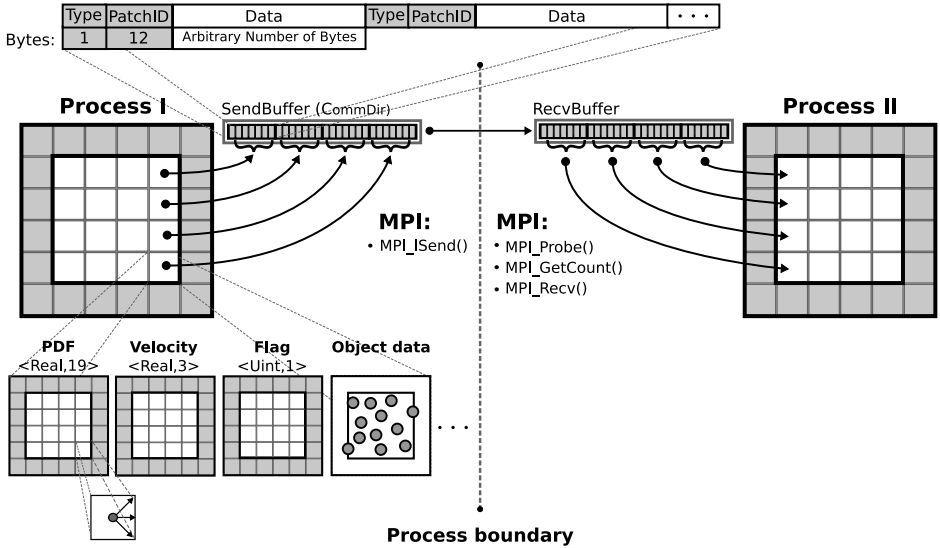 Type PatchID Data Type PatchID Data . . .
Bytes: 1 12 Arbitrary Number of Bytes
Process I
SendBuffer (CommDir)
RecvBuffer
Process II
MPI:
• MPI_ISend()
MPI:
• MPI_Probe()
• MPI_GetCount()
• MPI_Recv()
PDF
<Real,19>
Velocity
<Real,3>
Flag
<Uint,1>
Object data
. . .
Process boundary